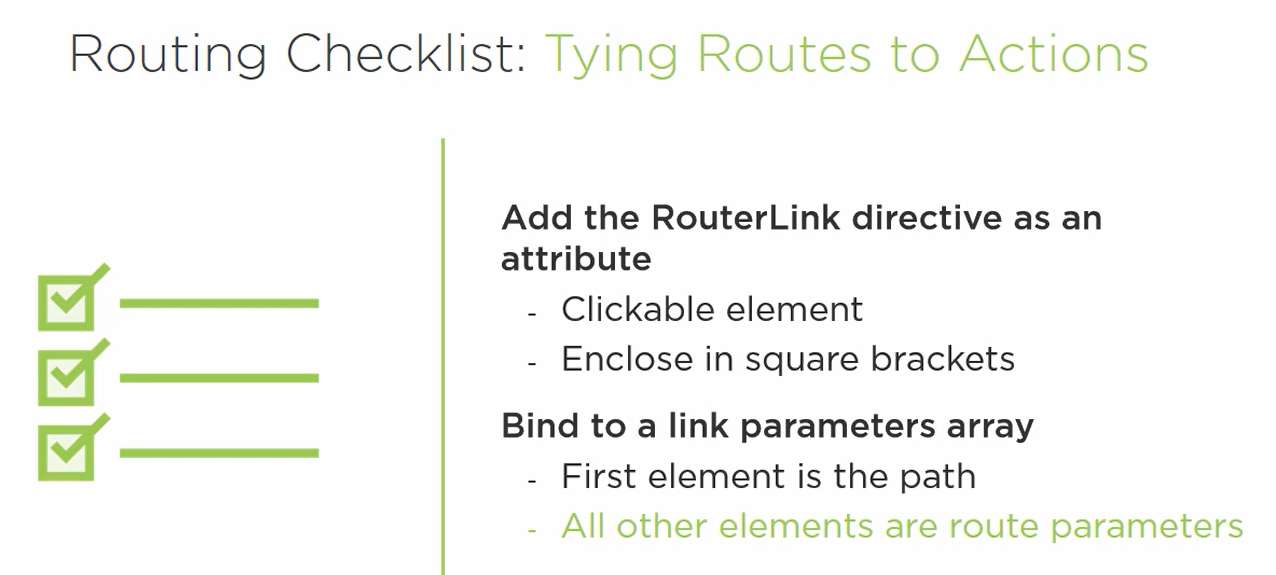 Routing Checklist: Tying Routes to Actions
Add the RouterLink directive as an
attribute
- Clickable element
- Enclose in square brackets
Bind to a link parameters array
- First element is the path
- All other elements are route parameters